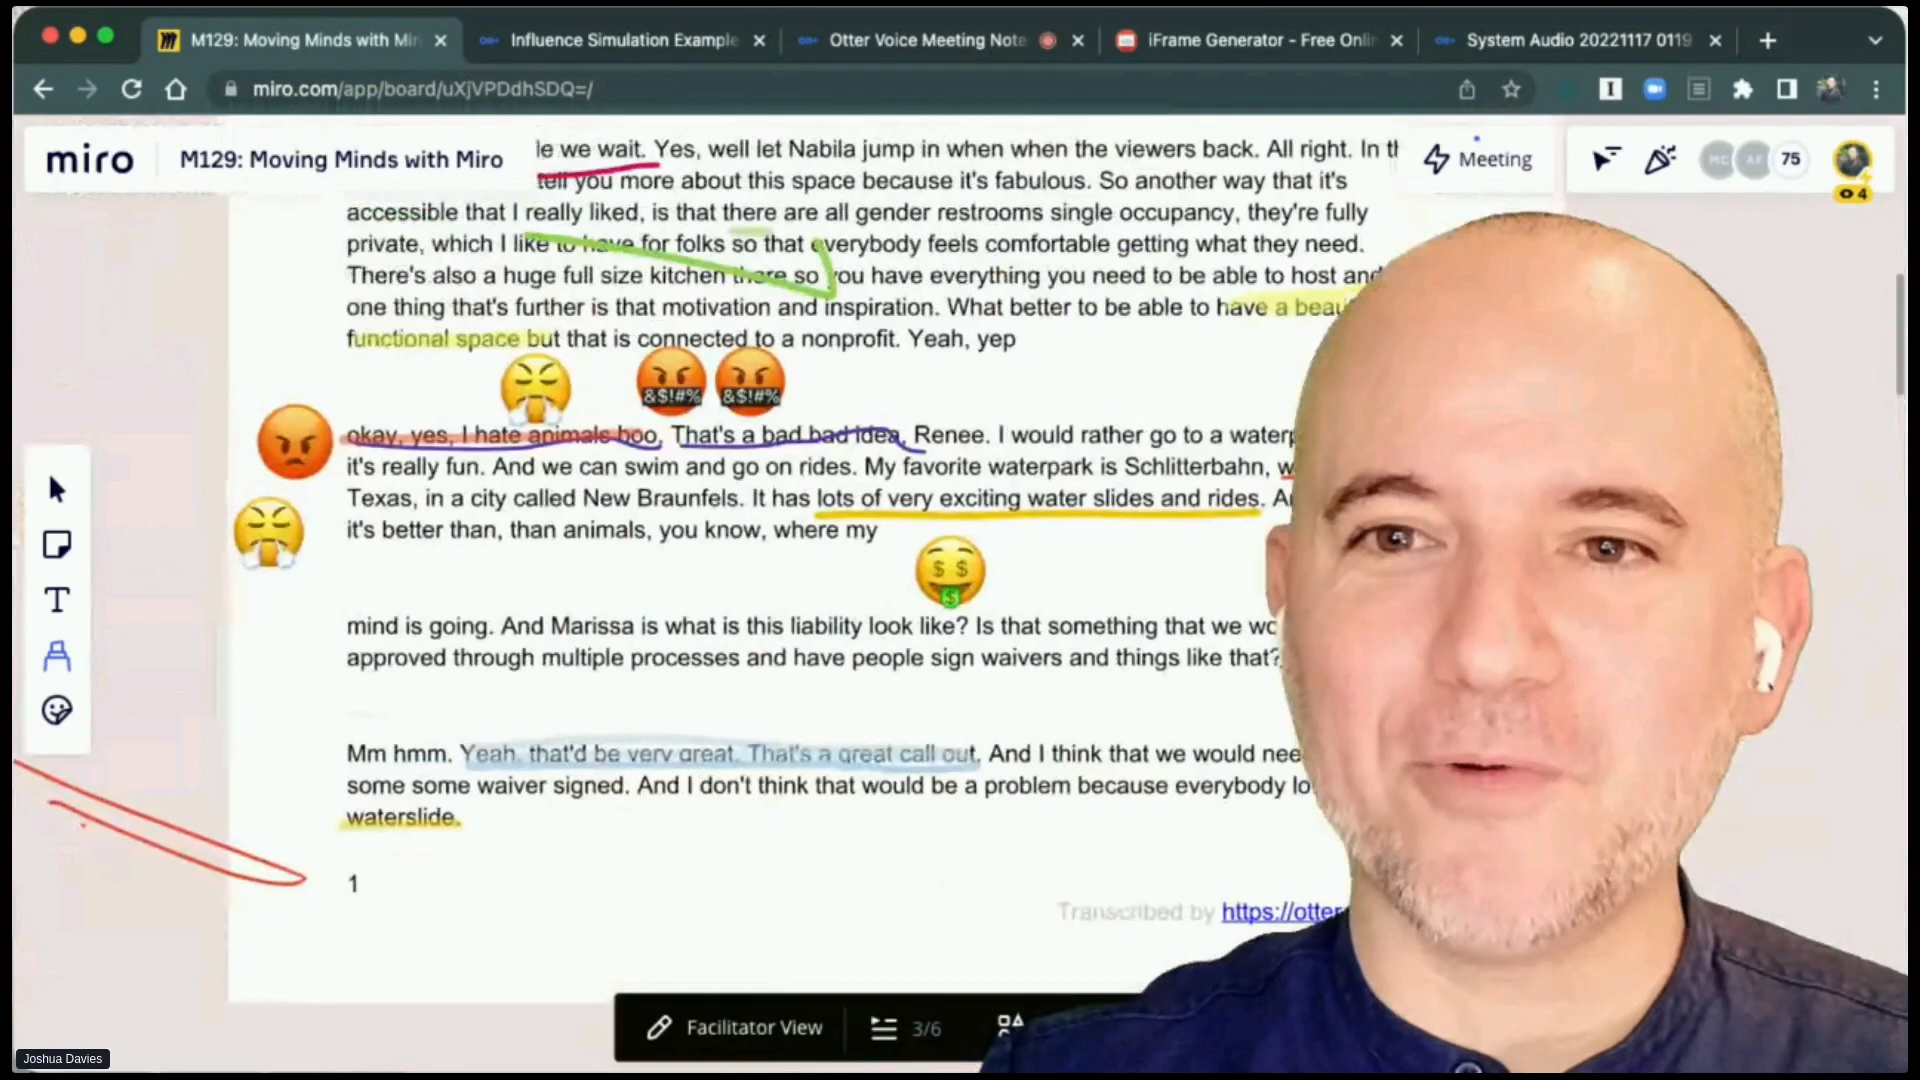 M129: Moving Minds with Mir
Influence Simulation Example
Otter Voice Meeting Note
iFrame Generator - Free Onli
System Audio 20221117 0119
miro.com/app/board/uXjVPDdhSDQ=/
miro
M129: Moving Minds with Miro
Meeting
75
4
le we wait. Yes, well let Nabila jump in when when the viewers back. All right. In th
tell you more about this space because it's fabulous. So another way that it's
accessible that I really liked, is that there are all gender restrooms single occupancy, they're fully
private, which I like to have for folks so that everybody feels comfortable getting what they need.
There's also a huge full size kitchen there so you have everything you need to be able to host and
one thing that's further is that motivation and inspiration. What better to be able to have a beau
functional space but that is connected to a nonprofit. Yeah, yep
&$!#%
&$!#%
okay, yes, I hate animals boo, That's a bad bad idea, Renee. I would rather go to a waterp
it's really fun. And we can swim and go on rides. My favorite waterpark is Schlitterbahn, w
Texas, in a city called New Braunfels. It has lots of very exciting water slides and rides. A
it's better than, than animals, you know, where my
mind is going. And Marissa is what is this liability look like? Is that something that we wo
approved through multiple processes and have people sign waivers and things like that?
Mm hmm. Yeah, that'd be very great. That's a great call out. And I think that we would nee
some some waiver signed. And I don't think that would be a problem because everybody lo
waterslide.
1
Transcribed by https://otter
Facilitator View
3/6
Joshua Davies